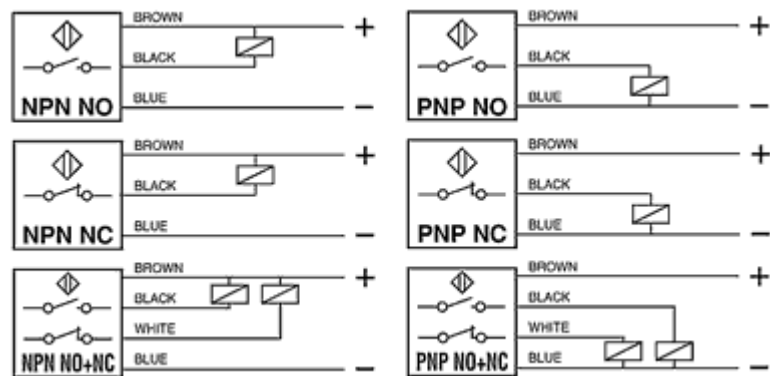 BROWN
+
BLACK
BLUE
−
NPN NO
BROWN
+
BLACK
BLUE
−
PNP NO
BROWN
+
BLACK
BLUE
−
NPN NC
BROWN
+
BLACK
BLUE
−
PNP NC
BROWN
+
BLACK
WHITE
BLUE
−
NPN NO+NC
BROWN
+
BLACK
WHITE
BLUE
−
PNP NO+NC